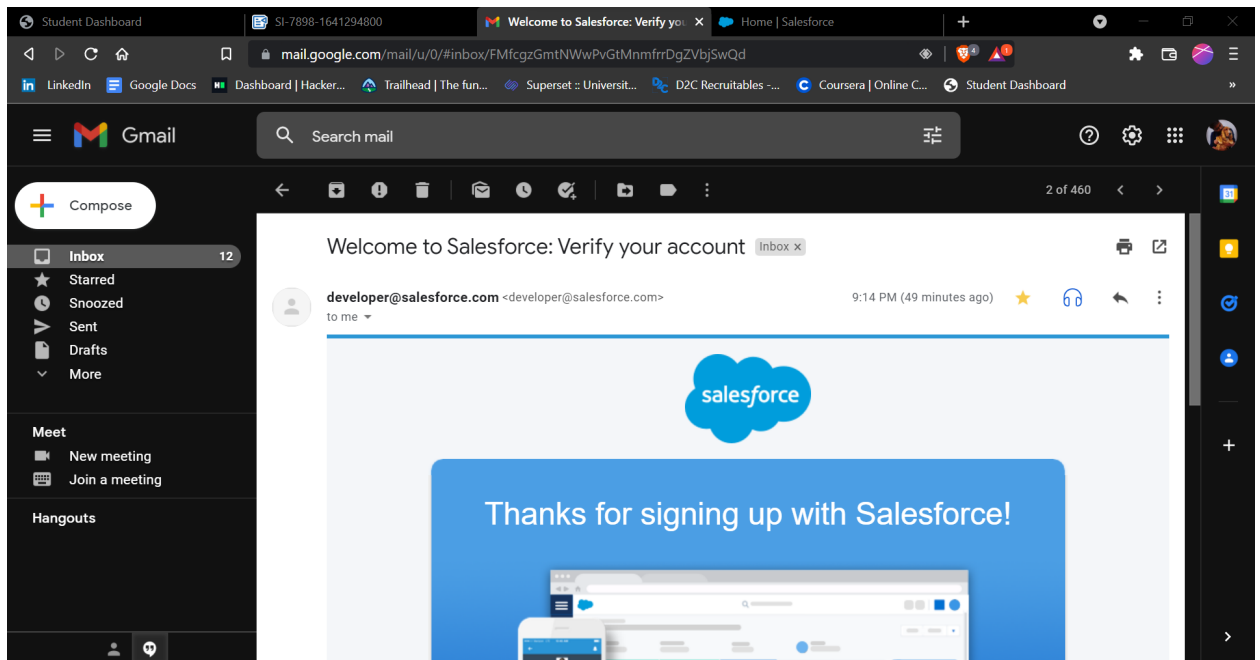 Student Dashboard
SI-7898-1641294800
Welcome to Salesforce: Verify you
Home | Salesforce
mail.google.com/mail/u/0/#inbox/FMfcgzGmtNWwPvGtMnmfrrDgZVbjSwQd
4
1
in LinkedIn
Google Docs
Dashboard | Hacker...
Trailhead | The fun...
Superset :: Universit...
D2C Recruitables -...
Coursera | Online C...
Student Dashboard
»
Gmail
Search mail
Compose
2 of 460
31
Inbox 12
Starred
Snoozed
Sent
Drafts
More
Meet
New meeting
Join a meeting
Hangouts
Welcome to Salesforce: Verify your account Inbox x
developer@salesforce.com <developer@salesforce.com>
9:14 PM (49 minutes ago)
to me
salesforce
Thanks for signing up with Salesforce!